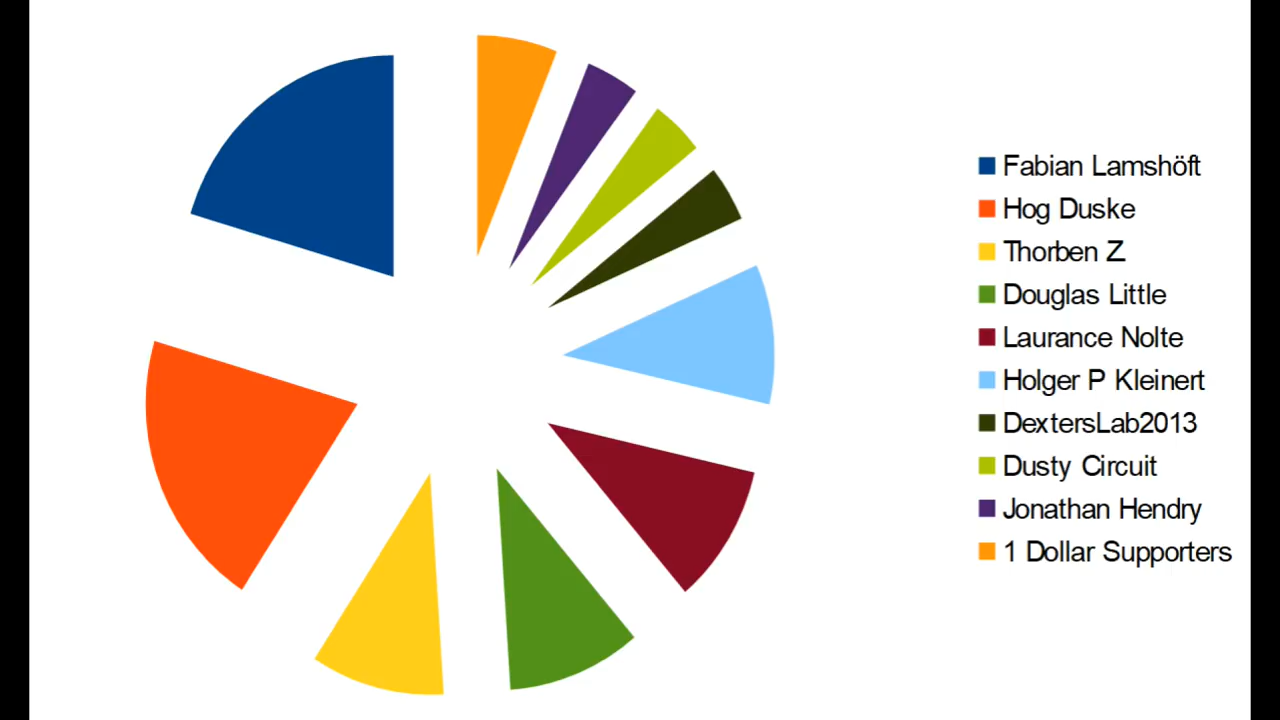 Fabian Lamshöft
Hog Duske
Thorben Z
Douglas Little
Laurance Nolte
Holger P Kleinert
DextersLab2013
Dusty Circuit
Jonathan Hendry
1 Dollar Supporters